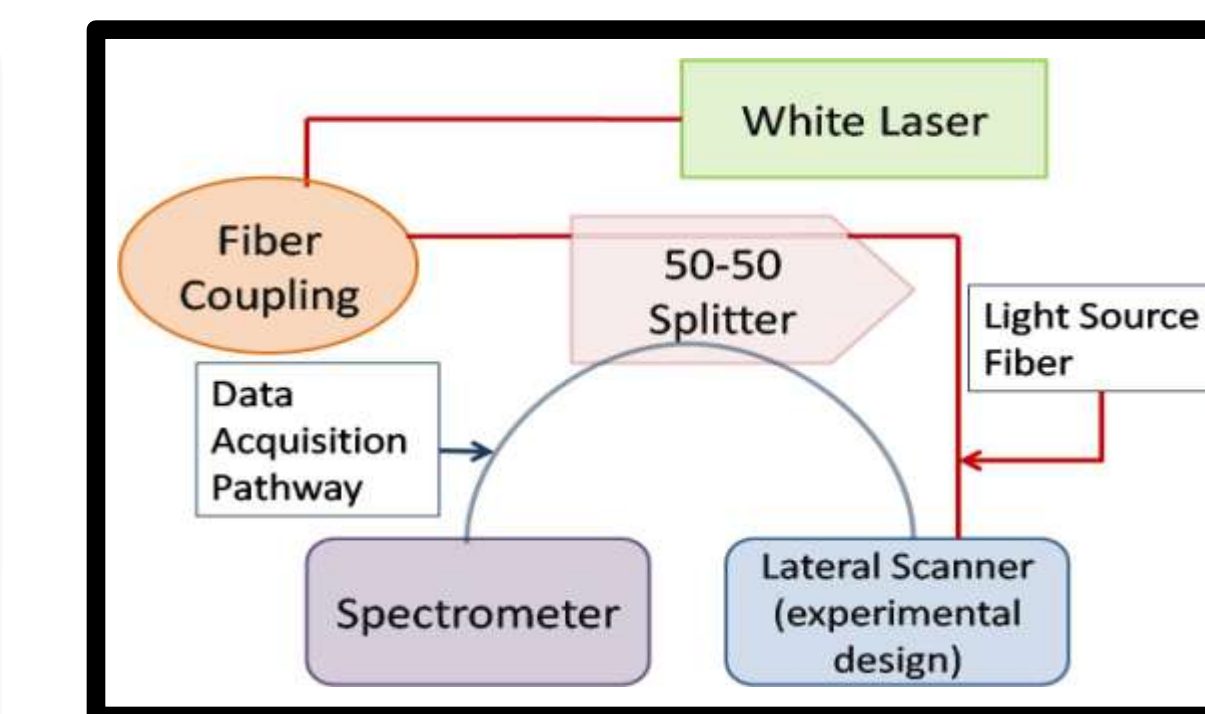 White Laser
Fiber
Coupling
50-50
Splitter
Light Source
Fiber
Data
Acquisition
Pathway
Spectrometer
Lateral Scanner
(experimental
design)